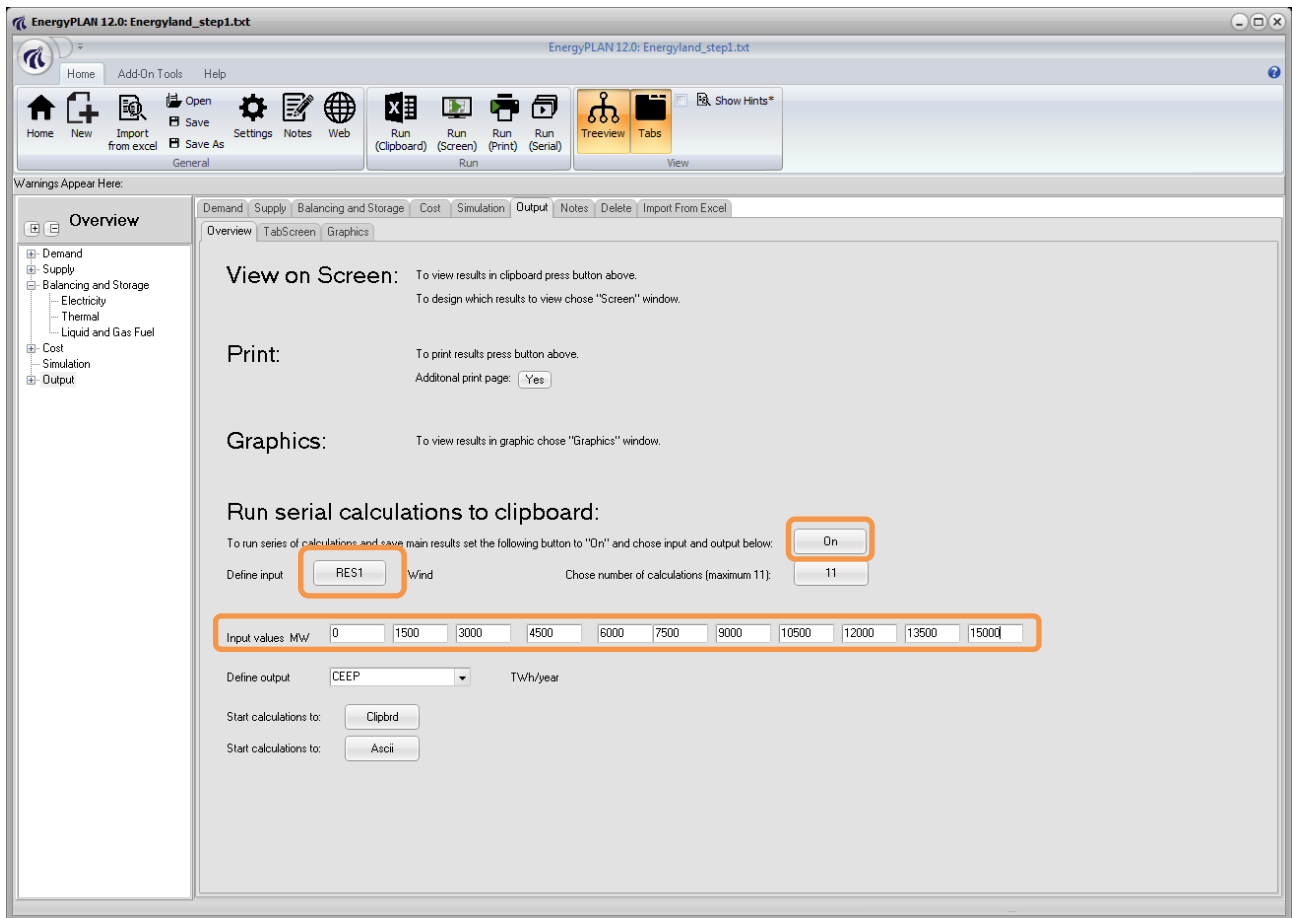 EnergyPLAN 12.0: Energyland_step1.txt
EnergyPLAN 12.0: Energyland_step1.txt
Home Add-On Tools Help
Home New Import from excel Open Save Save As Settings Notes Web Run (Clipboard) Run (Screen) Run (Print) Run (Serial) Treeview Tabs Show Hints*
General Run View
Warnings Appear Here:
Overview
Demand
Supply
Balancing and Storage
Electricity
Thermal
Liquid and Gas Fuel
Cost
Simulation
Output
Demand Supply Balancing and Storage Cost Simulation Output Notes Delete Import From Excel
Overview TabScreen Graphics
View on Screen: To view results in clipboard press button above.
To design which results to view chose "Screen" window.
Print: To print results press button above.
Additonal print page: Yes
Graphics: To view results in graphic chose "Graphics" window.
Run serial calculations to clipboard:
To run series of calculations and save main results set the following button to "On" and chose input and output below: On
Define input RES1 Wind Chose number of calculations (maximum 11): 11
Input values MW 0 1500 3000 4500 6000 7500 9000 10500 12000 13500 15000
Define output CEEP TWh/year
Start calculations to: Clipbrd
Start calculations to: Ascii